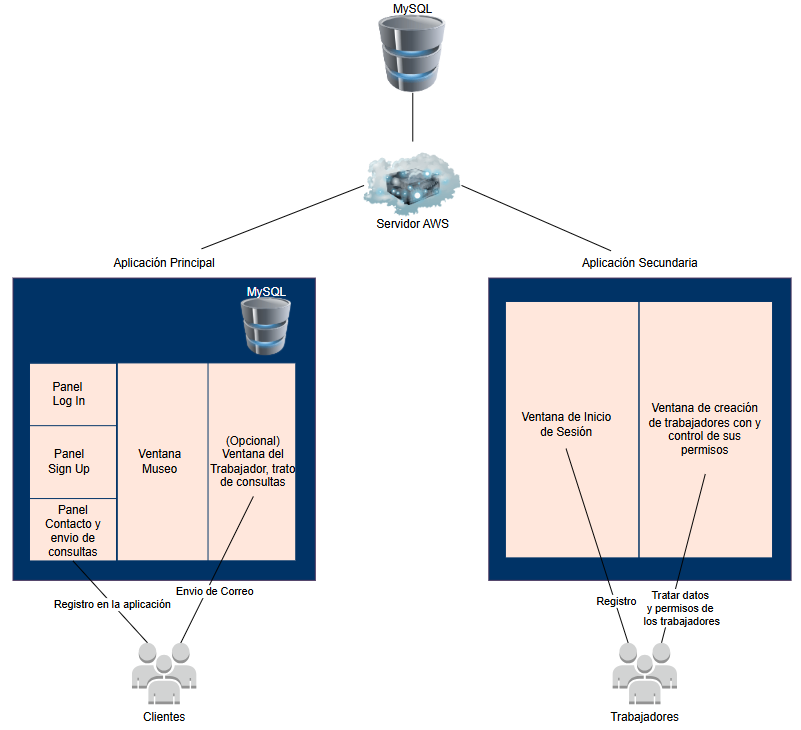 MySQL
Servidor AWS
Aplicación Principal
Aplicación Secundaria
MySQL
Panel
Log In
Panel
Sign Up
Panel
Contacto y
envio de
consultas
Ventana
Museo
(Opcional)
Ventana del
Trabajador, trato
de consultas
Ventana de Inicio
de Sesión
Ventana de creación
de trabajadores con y
control de sus
permisos
Registro en la aplicación
Envio de Correo
Registro
Tratar datos
y permisos de
los trabajadores
Clientes
Trabajadores